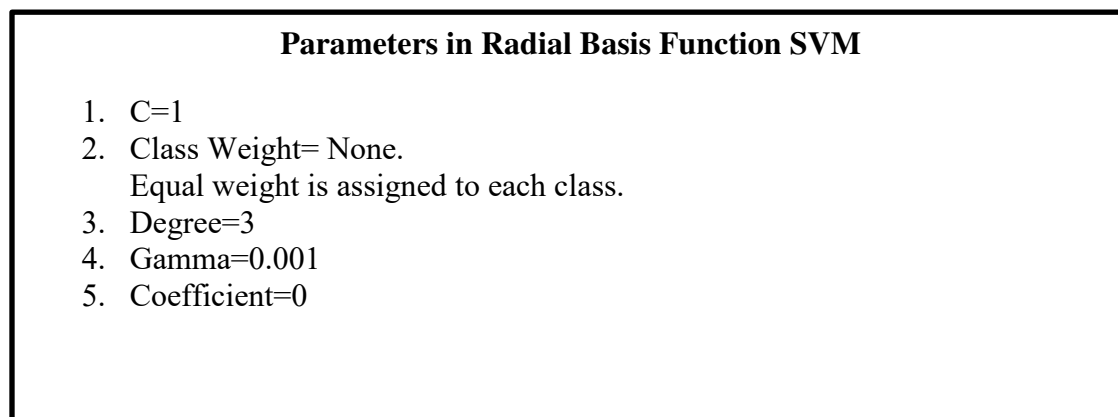 Parameters in Radial Basis Function SVM
1. C=1
2. Class Weight= None.
Equal weight is assigned to each class.
3. Degree=3
4. Gamma=0.001
5. Coefficient=0